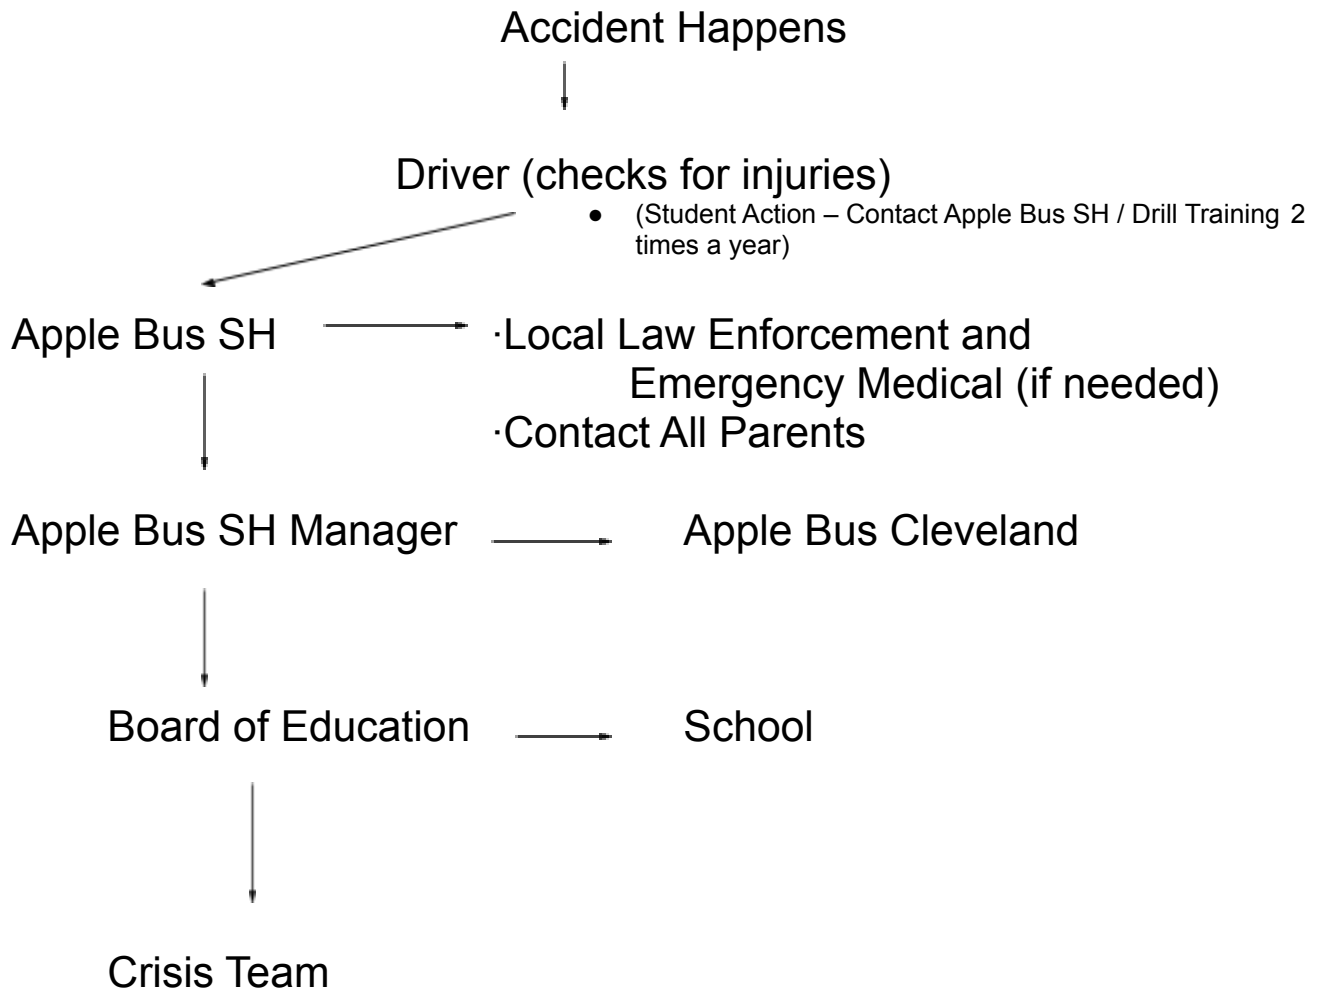 Accident Happens
Driver (checks for injuries)
● (Student Action – Contact Apple Bus SH / Drill Training 2
times a year)
Apple Bus SH
·Local Law Enforcement and
Emergency Medical (if needed)
·Contact All Parents
Apple Bus SH Manager
Apple Bus Cleveland
Board of Education
School
Crisis Team